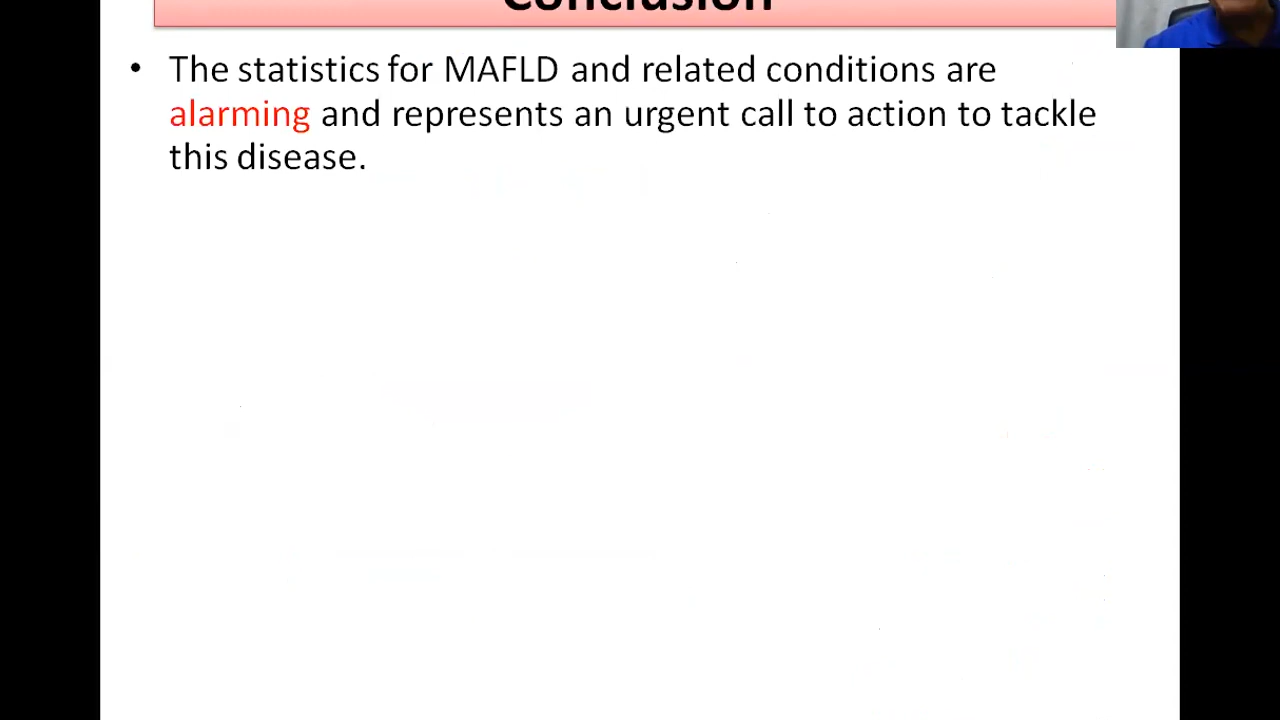 Conclusion
• The statistics for MAFLD and related conditions are
alarming and represents an urgent call to action to tackle
this disease.